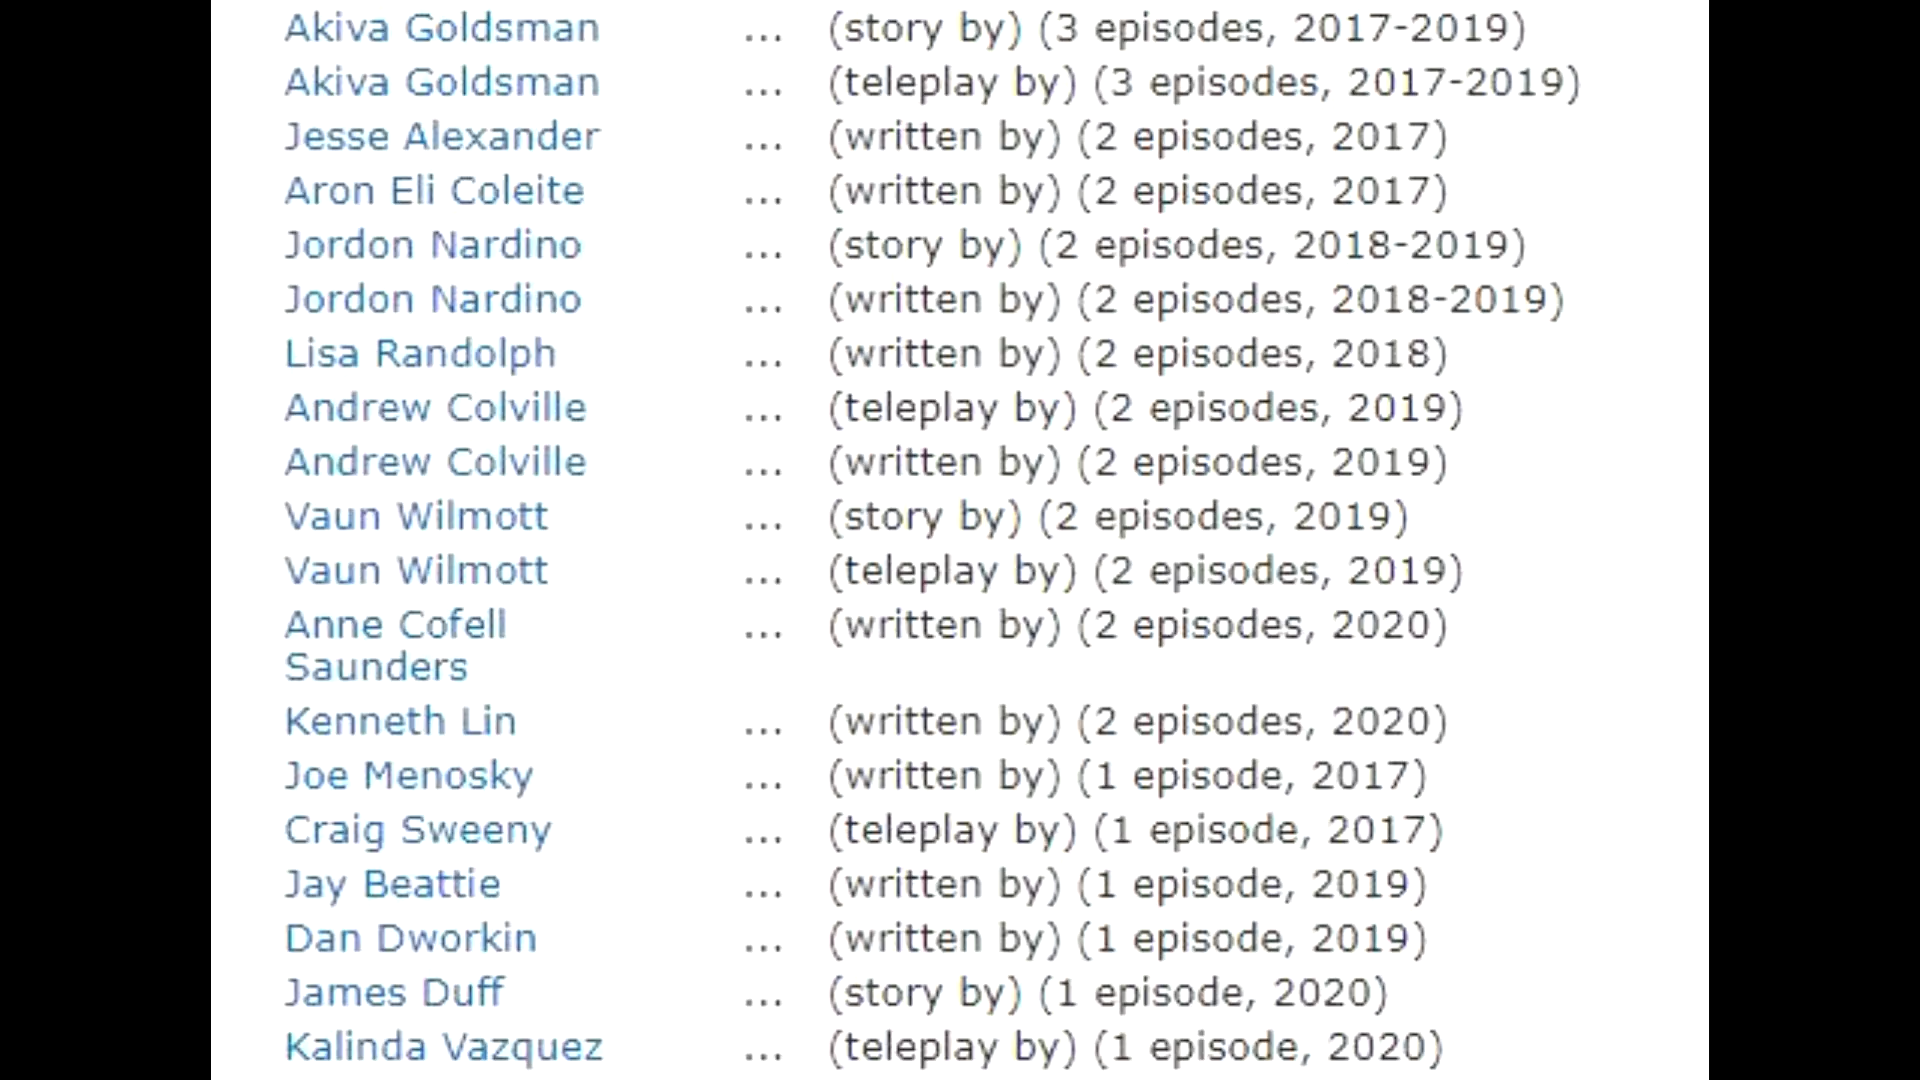 Akiva Goldsman ... (story by) (3 episodes, 2017-2019)
Akiva Goldsman ... (teleplay by) (3 episodes, 2017-2019)
Jesse Alexander ... (written by) (2 episodes, 2017)
Aron Eli Coleite ... (written by) (2 episodes, 2017)
Jordon Nardino ... (story by) (2 episodes, 2018-2019)
Jordon Nardino ... (written by) (2 episodes, 2018-2019)
Lisa Randolph ... (written by) (2 episodes, 2018)
Andrew Colville ... (teleplay by) (2 episodes, 2019)
Andrew Colville ... (written by) (2 episodes, 2019)
Vaun Wilmott ... (story by) (2 episodes, 2019)
Vaun Wilmott ... (teleplay by) (2 episodes, 2019)
Anne Cofell ... (written by) (2 episodes, 2020)
Saunders
Kenneth Lin ... (written by) (2 episodes, 2020)
Joe Menosky ... (written by) (1 episode, 2017)
Craig Sweeny ... (teleplay by) (1 episode, 2017)
Jay Beattie ... (written by) (1 episode, 2019)
Dan Dworkin ... (written by) (1 episode, 2019)
James Duff ... (story by) (1 episode, 2020)
Kalinda Vazquez ... (teleplay by) (1 episode, 2020)